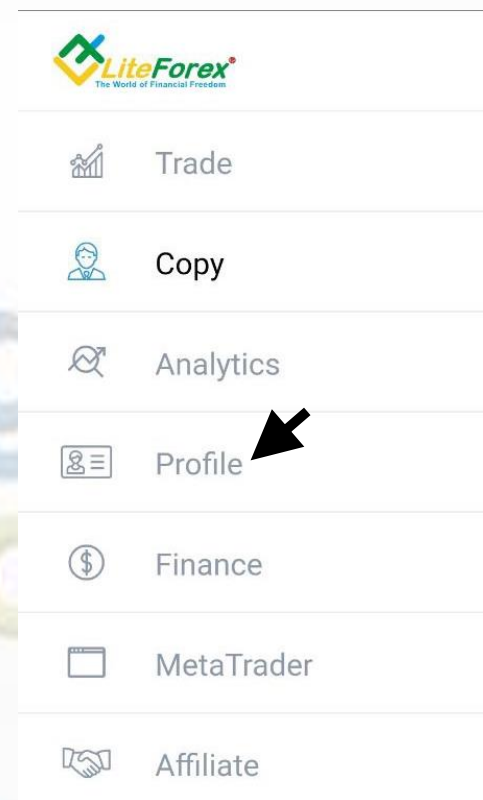 LiteForex®
The World of Financial Freedom
Trade
Copy
Analytics
Profile
Finance
MetaTrader
Affiliate